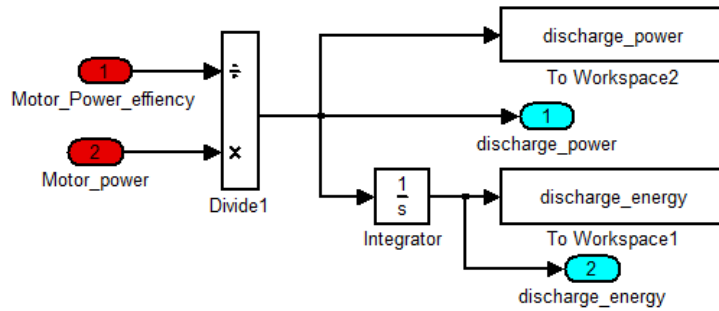 discharge_power
To Workspace2
1
Motor_Power_effiency
÷
1
discharge_power
2
Motor_power
×
Divide1
1
s
Integrator
discharge_energy
To Workspace1
2
discharge_energy